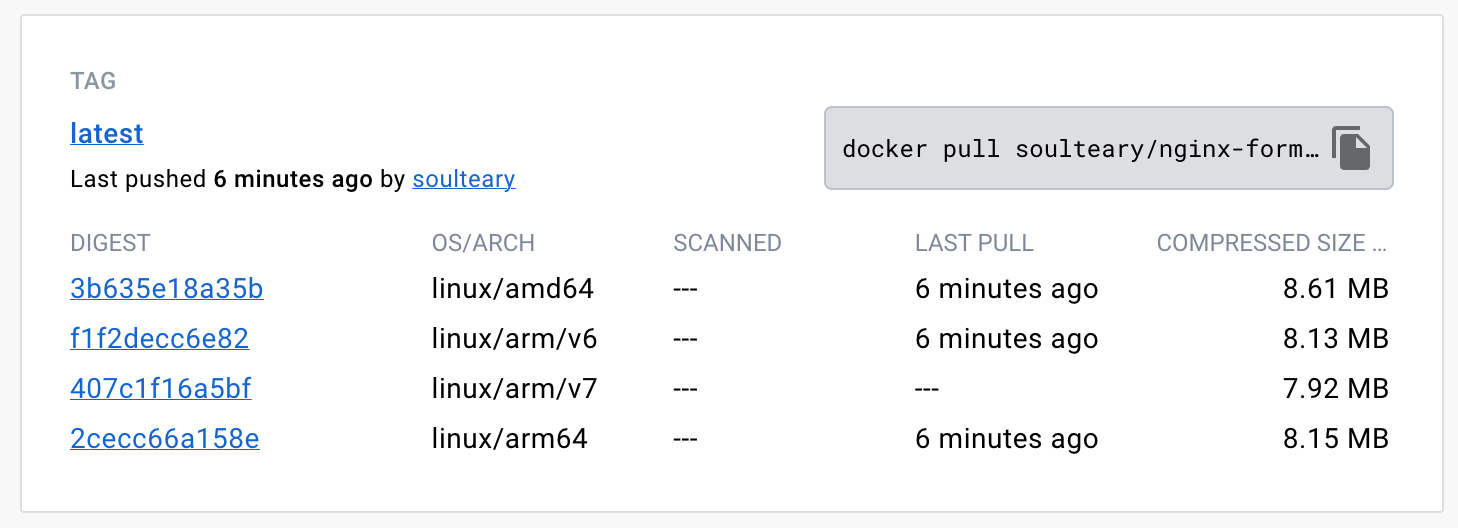 TAG
latest
docker pull soulteary/nginx-form…
Last pushed 6 minutes ago by soulteary
DIGEST OS/ARCH SCANNED LAST PULL COMPRESSED SIZE ...
3b635e18a35b linux/amd64 --- 6 minutes ago 8.61 MB
f1f2decc6e82 linux/arm/v6 --- 6 minutes ago 8.13 MB
407c1f16a5bf linux/arm/v7 --- --- 7.92 MB
2cecc66a158e linux/arm64 --- 6 minutes ago 8.15 MB